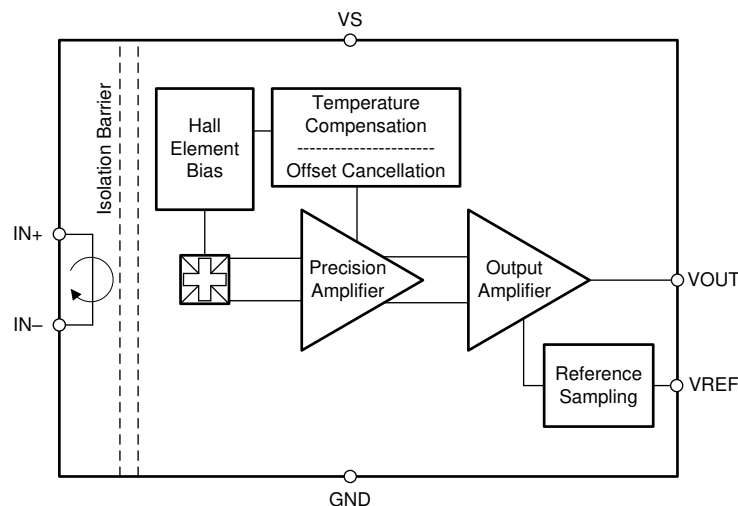 VS
Isolation Barrier
Hall
Element
Bias
Temperature
Compensation
Offset Cancellation
IN+
IN–
Precision
Amplifier
Output
Amplifier
VOUT
Reference
Sampling
VREF
GND